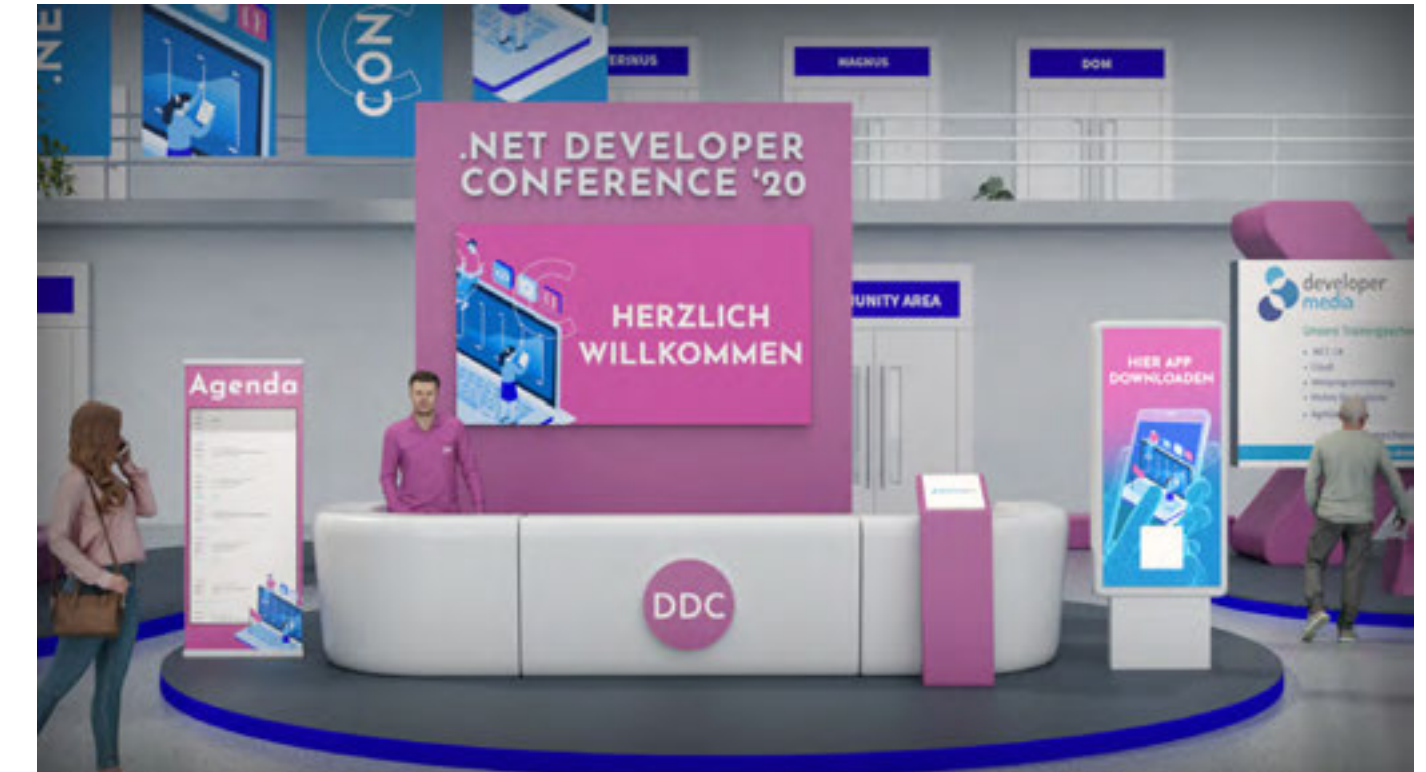 .NE
CON
ERINUS
MAGNUS
DOM
.NET DEVELOPER
CONFERENCE '20
HERZLICH
WILLKOMMEN
UNITY AREA
Agenda
HIER APP
DOWNLOADEN
developer
media
DDC